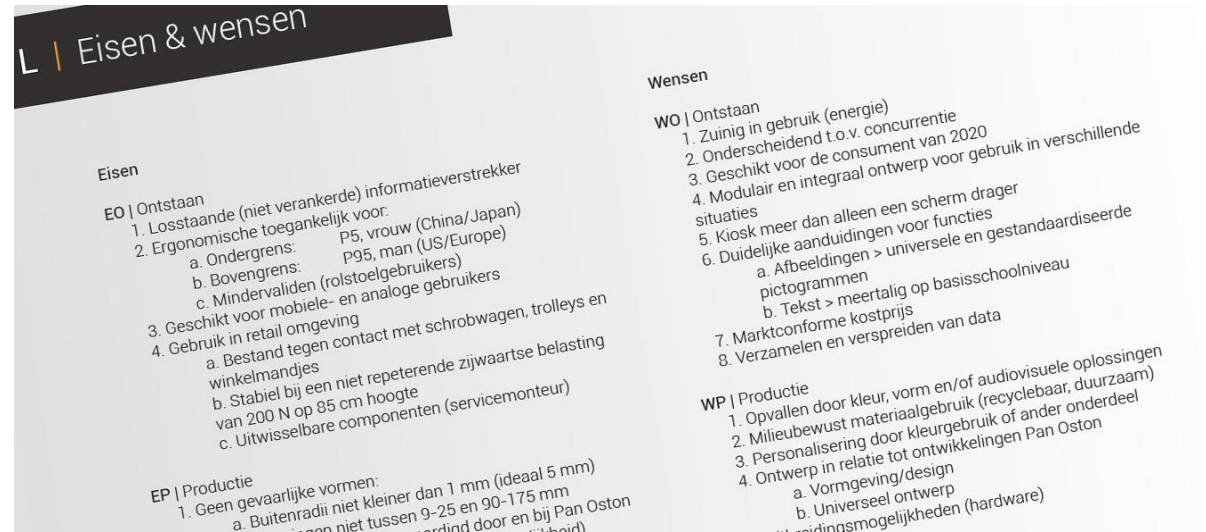 L | Eisen & wensen
Eisen
EO | Ontstaan
1. Losstaande (niet verankerde) informatieverstrekker
2. Ergonomische toegankelijk voor:
a. Ondergrens: P5, vrouw (China/Japan)
b. Bovengrens: P95, man (US/Europe)
c. Mindervaliden (rolstoelgebruikers)
3. Geschikt voor mobiele- en analoge gebruikers
4. Gebruik in retail omgeving
a. Bestand tegen contact met schrobwagen, trolleys en
winkelmandjes
b. Stabiel bij een niet repeterende zijwaartse belasting
van 200 N op 85 cm hoogte
c. Uitwisselbare componenten (servicemonteur)
EP | Productie
1. Geen gevaarlijke vormen:
a. Buitenradii niet kleiner dan 1 mm (ideaal 5 mm)
niet tussen 9-25 en 90-175 mm
door en bij Pan Oston
Wensen
WO | Ontstaan
1. Zuinig in gebruik (energie)
2. Onderscheidend t.o.v. concurrentie
3. Geschikt voor de consument van 2020
4. Modulair en integraal ontwerp voor gebruik in verschillende
situaties
5. Kiosk meer dan alleen een scherm drager
6. Duidelijke aanduidingen voor functies
a. Afbeeldingen > universele en gestandaardiseerde
pictogrammen
b. Tekst > meertalig op basisschoolniveau
7. Marktconforme kostprijs
8. Verzamelen en verspreiden van data
WP | Productie
1. Opvallen door kleur, vorm en/of audiovisuele oplossingen
2. Milieubewust materiaalgebruik (recyclebaar, duurzaam)
3. Personalisering door kleurgebruik of ander onderdeel
4. Ontwerp in relatie tot ontwikkelingen Pan Oston
a. Vormgeving/design
b. Universeel ontwerp
(hardware)